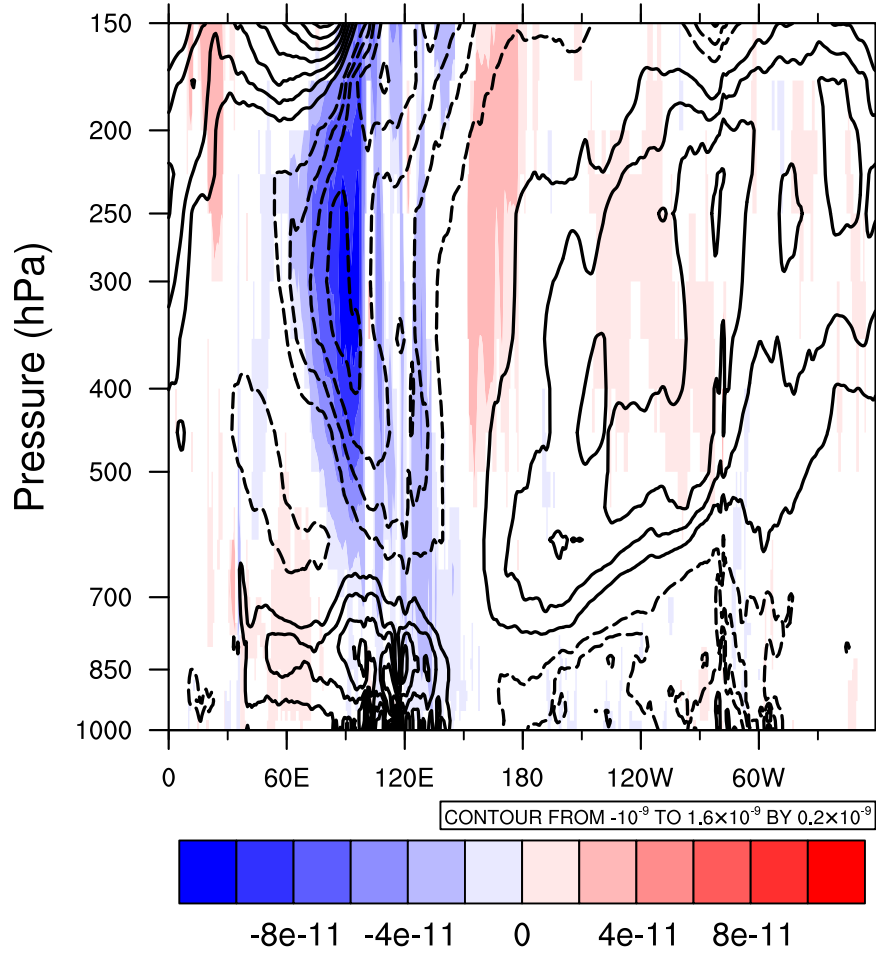 150
200
250
300
400
500
700
850
1000
Pressure (hPa)
0 60E 120E 180 120W 60W
CONTOUR FROM -10⁻⁹ TO 1.6×10⁻⁹ BY 0.2×10⁻⁹
-8e-11 -4e-11 0 4e-11 8e-11